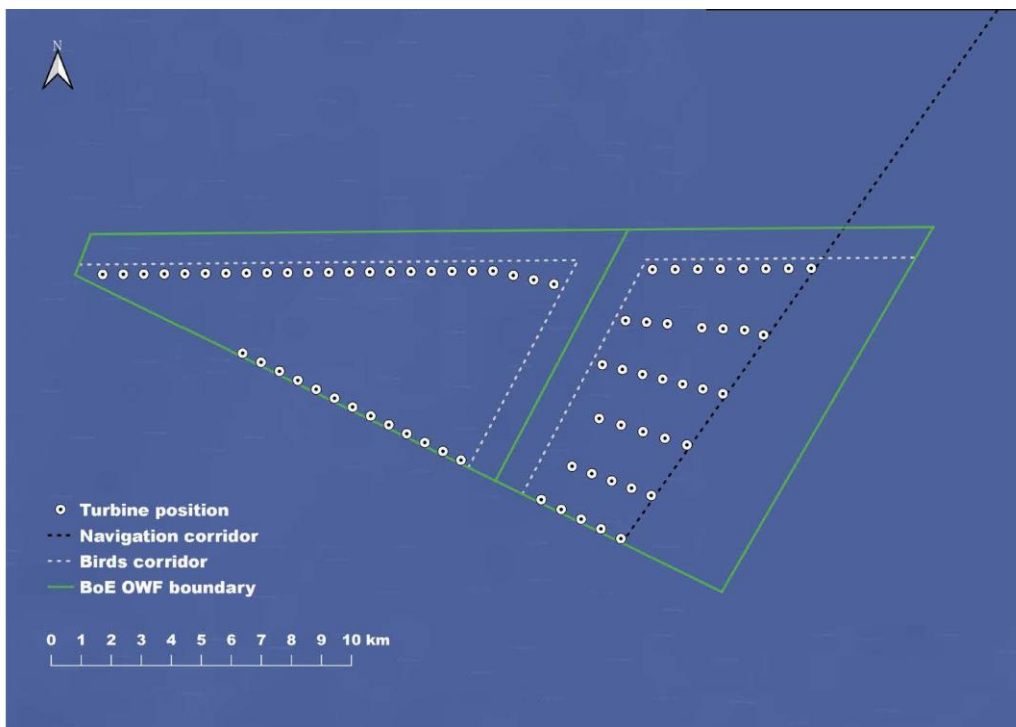 N
Turbine position
Navigation corridor
Birds corridor
BoE OWF boundary
0 1 2 3 4 5 6 7 8 9 10 km